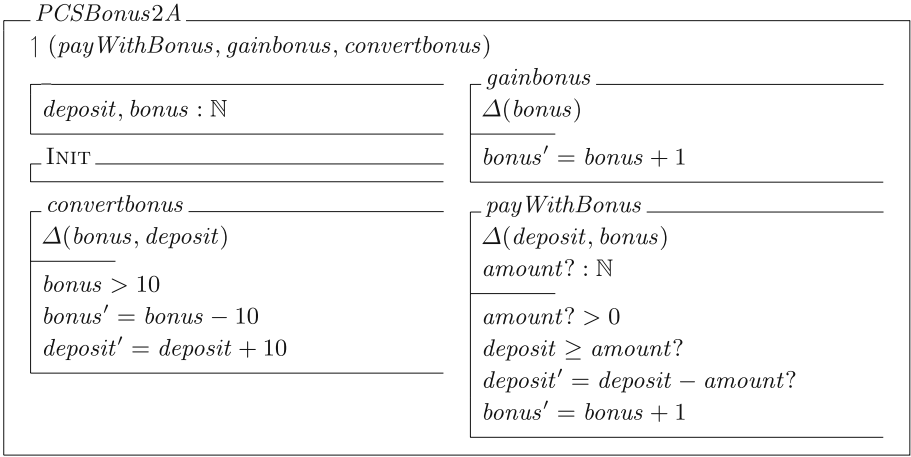 PCSBonus2A
↾ (payWithBonus, gainbonus, convertbonus)
deposit, bonus : ℕ
INIT
convertbonus
Δ(bonus, deposit)
bonus > 10
bonus′ = bonus − 10
deposit′ = deposit + 10
gainbonus
Δ(bonus)
bonus′ = bonus + 1
payWithBonus
Δ(deposit, bonus)
amount? : ℕ
amount? > 0
deposit ≥ amount?
deposit′ = deposit − amount?
bonus′ = bonus + 1